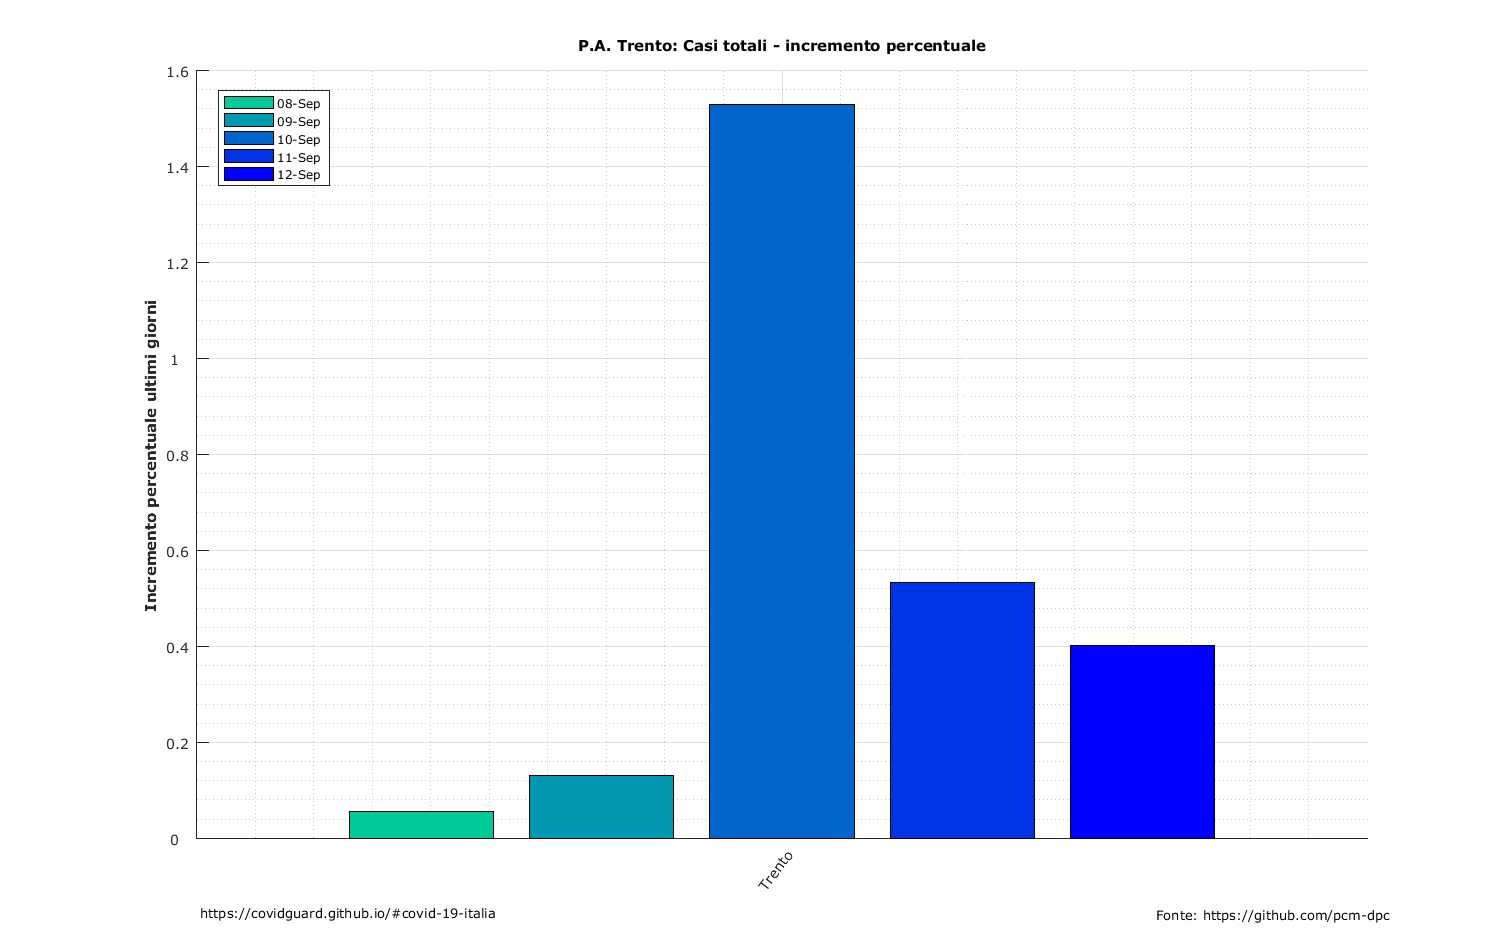 P.A. Trento: Casi totali - incremento percentuale
1.6
1.4
1.2
1
0.8
0.6
0.4
0.2
0
Incremento percentuale ultimi giorni
08-Sep
09-Sep
10-Sep
11-Sep
12-Sep
Trento
https://covidguard.github.io/#covid-19-italia
Fonte: https://github.com/pcm-dpc